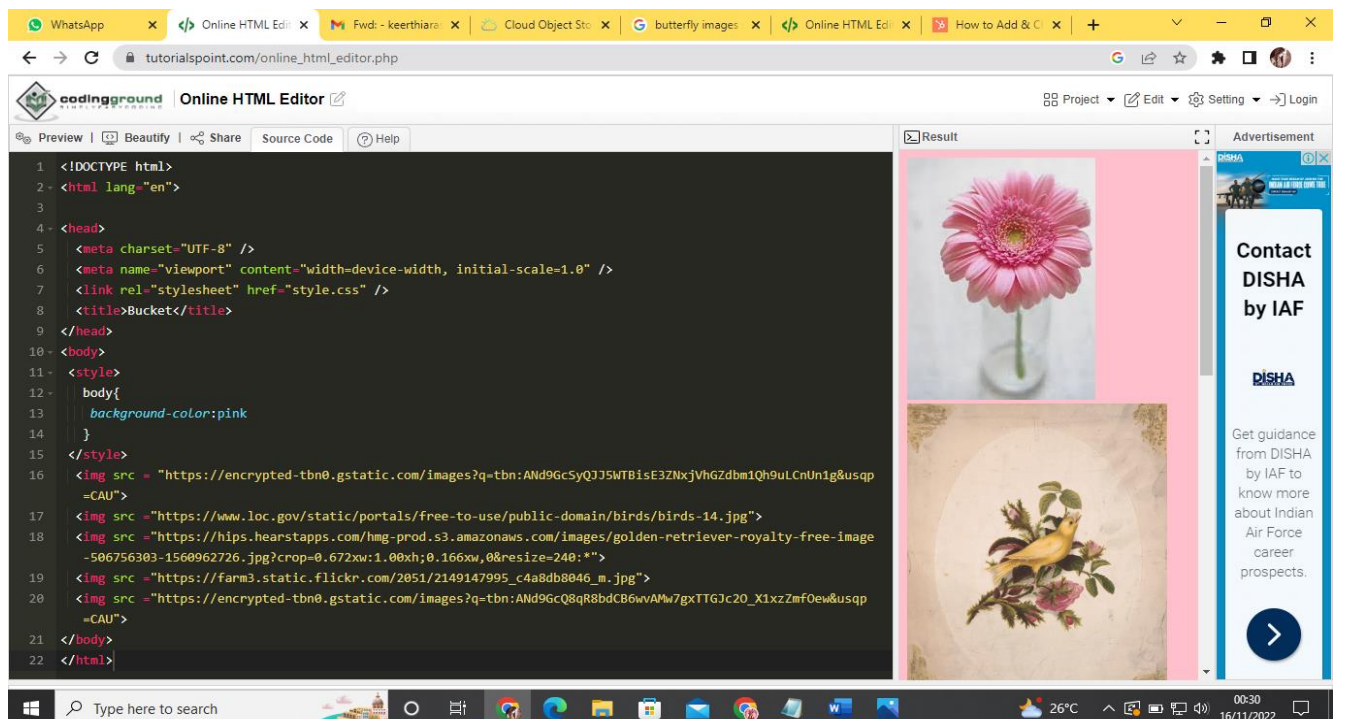 WhatsApp
Online HTML Edi
Fwd: - keerthiara
Cloud Object Sto
butterfly images
Online HTML Edi
How to Add & C
tutorialspoint.com/online_html_editor.php
codingground
Online HTML Editor
Project
Edit
Setting
Login
Preview | Beautify | Share Source Code Help
Result
Advertisement
1 <!DOCTYPE html>
2 <html lang="en">
3
4 <head>
5 <meta charset="UTF-8" />
6 <meta name="viewport" content="width=device-width, initial-scale=1.0" />
7 <link rel="stylesheet" href="style.css" />
8 <title>Bucket</title>
9 </head>
10 <body>
11 <style>
12 body{
13 background-color:pink
14 }
15 </style>
16 <img src = "https://encrypted-tbn0.gstatic.com/images?q=tbn:ANd9GcSyQJJ5WTBisE3ZNxjVhGZdbm1Qh9uLCnUn1g&usqp
=CAU">
17 <img src ="https://www.loc.gov/static/portals/free-to-use/public-domain/birds/birds-14.jpg">
18 <img src ="https://hips.hearstapps.com/hmg-prod.s3.amazonaws.com/images/golden-retriever-royalty-free-image
-506756303-1560962726.jpg?crop=0.672xw:1.00xh;0.166xw,0&resize=240:*">
19 <img src ="https://farm3.static.flickr.com/2051/2149147995_c4a8db8046_m.jpg">
20 <img src ="https://encrypted-tbn0.gstatic.com/images?q=tbn:ANd9GcQ8qR8bdCB6wvAMw7gxTTGJc2O_X1xzZmfOew&usqp
=CAU">
21 </body>
22 </html>
DISHA
Contact
DISHA
by IAF
DISHA
Get guidance
from DISHA
by IAF to
know more
about Indian
Air Force
career
prospects.
Type here to search
26°C
00:30
16/11/2022